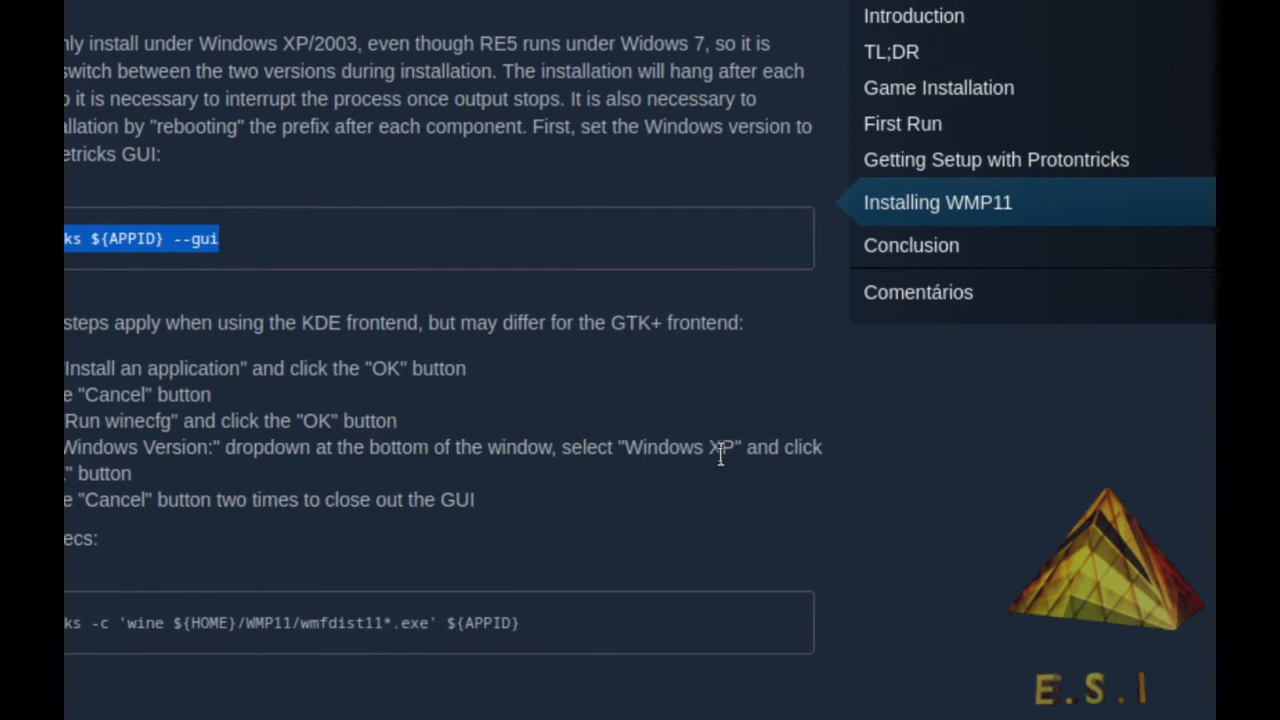 nly install under Windows XP/2003, even though RE5 runs under Widows 7, so it is
switch between the two versions during installation. The installation will hang after each
o it is necessary to interrupt the process once output stops. It is also necessary to
allation by "rebooting" the prefix after each component. First, set the Windows version to
etricks GUI:
ks ${APPID} --gui
steps apply when using the KDE frontend, but may differ for the GTK+ frontend:
"Install an application" and click the "OK" button
e "Cancel" button
"Run winecfg" and click the "OK" button
Windows Version:" dropdown at the bottom of the window, select "Windows XP" and click
" button
e "Cancel" button two times to close out the GUI
ecs:
ks -c 'wine ${HOME}/WMP11/wmfdist11*.exe' ${APPID}
Introduction
TL;DR
Game Installation
First Run
Getting Setup with Protontricks
Installing WMP11
Conclusion
Comentários
E.S.I